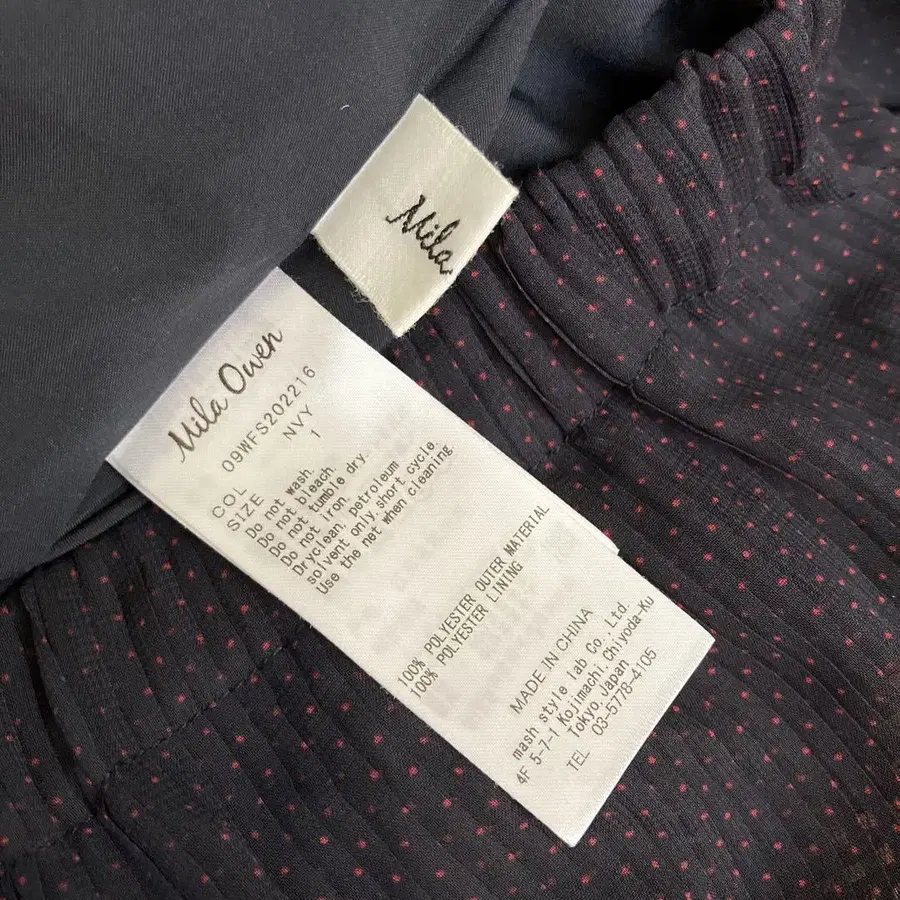 Mila
Mila Owen
09WFS202216
COL NVY
SIZE 1
Do not wash.
Do not bleach.
Do not tumble dry.
Do not iron.
Dryclean, petroleum
solvent only, short cycle
Use the net when cleaning
100% POLYESTER OUTER MATERIAL
100% POLYESTER LINING
MADE IN CHINA
mash style lab Co., Ltd.
4F 5-7-1 Kojimachi, Chiyoda-Ku
Tokyo, Japan
TEL 03-5778-4105